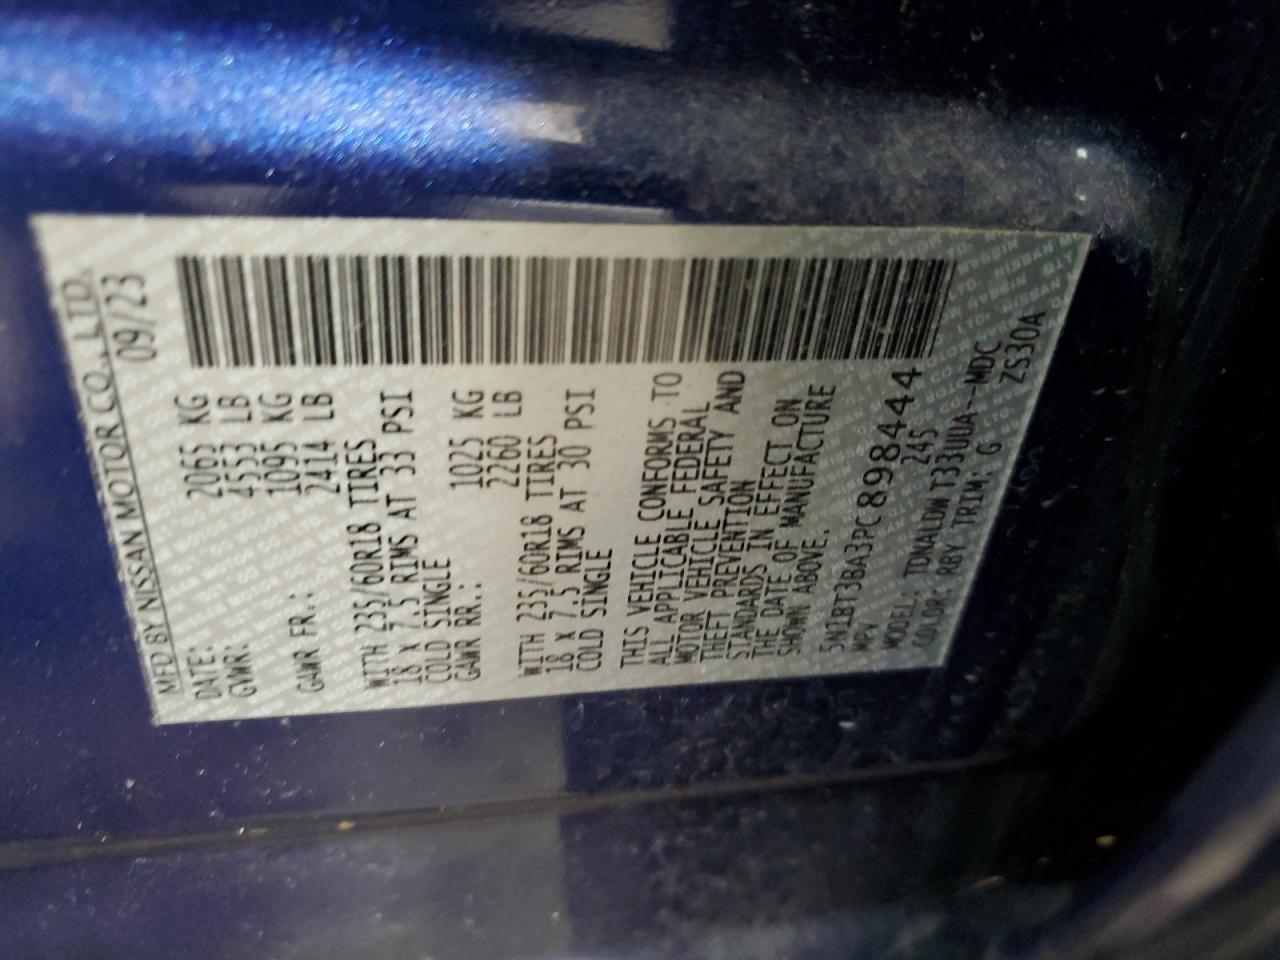 MFD BY NISSAN MOTOR CO., LTD.
DATE: 09/23
GVWR: 2065 KG
4553 LB
GAWR FR.: 1095 KG
2414 LB
WITH 235/60R18 TIRES
18 X 7.5 RIMS AT 33 PSI
COLD SINGLE
GAWR RR.: 1025 KG
2260 LB
WITH 235/60R18 TIRES
18 X 7.5 RIMS AT 30 PSI
COLD SINGLE
THIS VEHICLE CONFORMS TO
ALL APPLICABLE FEDERAL
MOTOR VEHICLE SAFETY AND
THEFT PREVENTION
STANDARDS IN EFFECT ON
THE DATE OF MANUFACTURE
SHOWN ABOVE.
5N1BT3BA3PC898444
MPV 245
MODEL: TDNALDW T33UUA--MDC
COLOR: RBY TRIM: G ZS30A